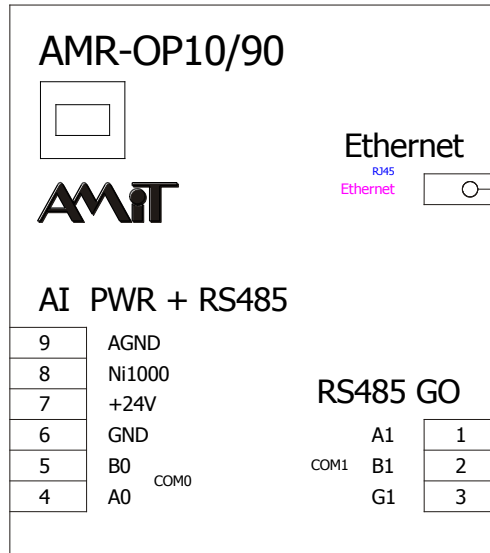 AMR-OP10/90
Ethernet
RJ45
Ethernet
AMiT
AI PWR + RS485
9 AGND
8 Ni1000
7 +24V
RS485 GO
6 GND A1 1
5 B0 COM0 COM1 B1 2
4 A0 G1 3